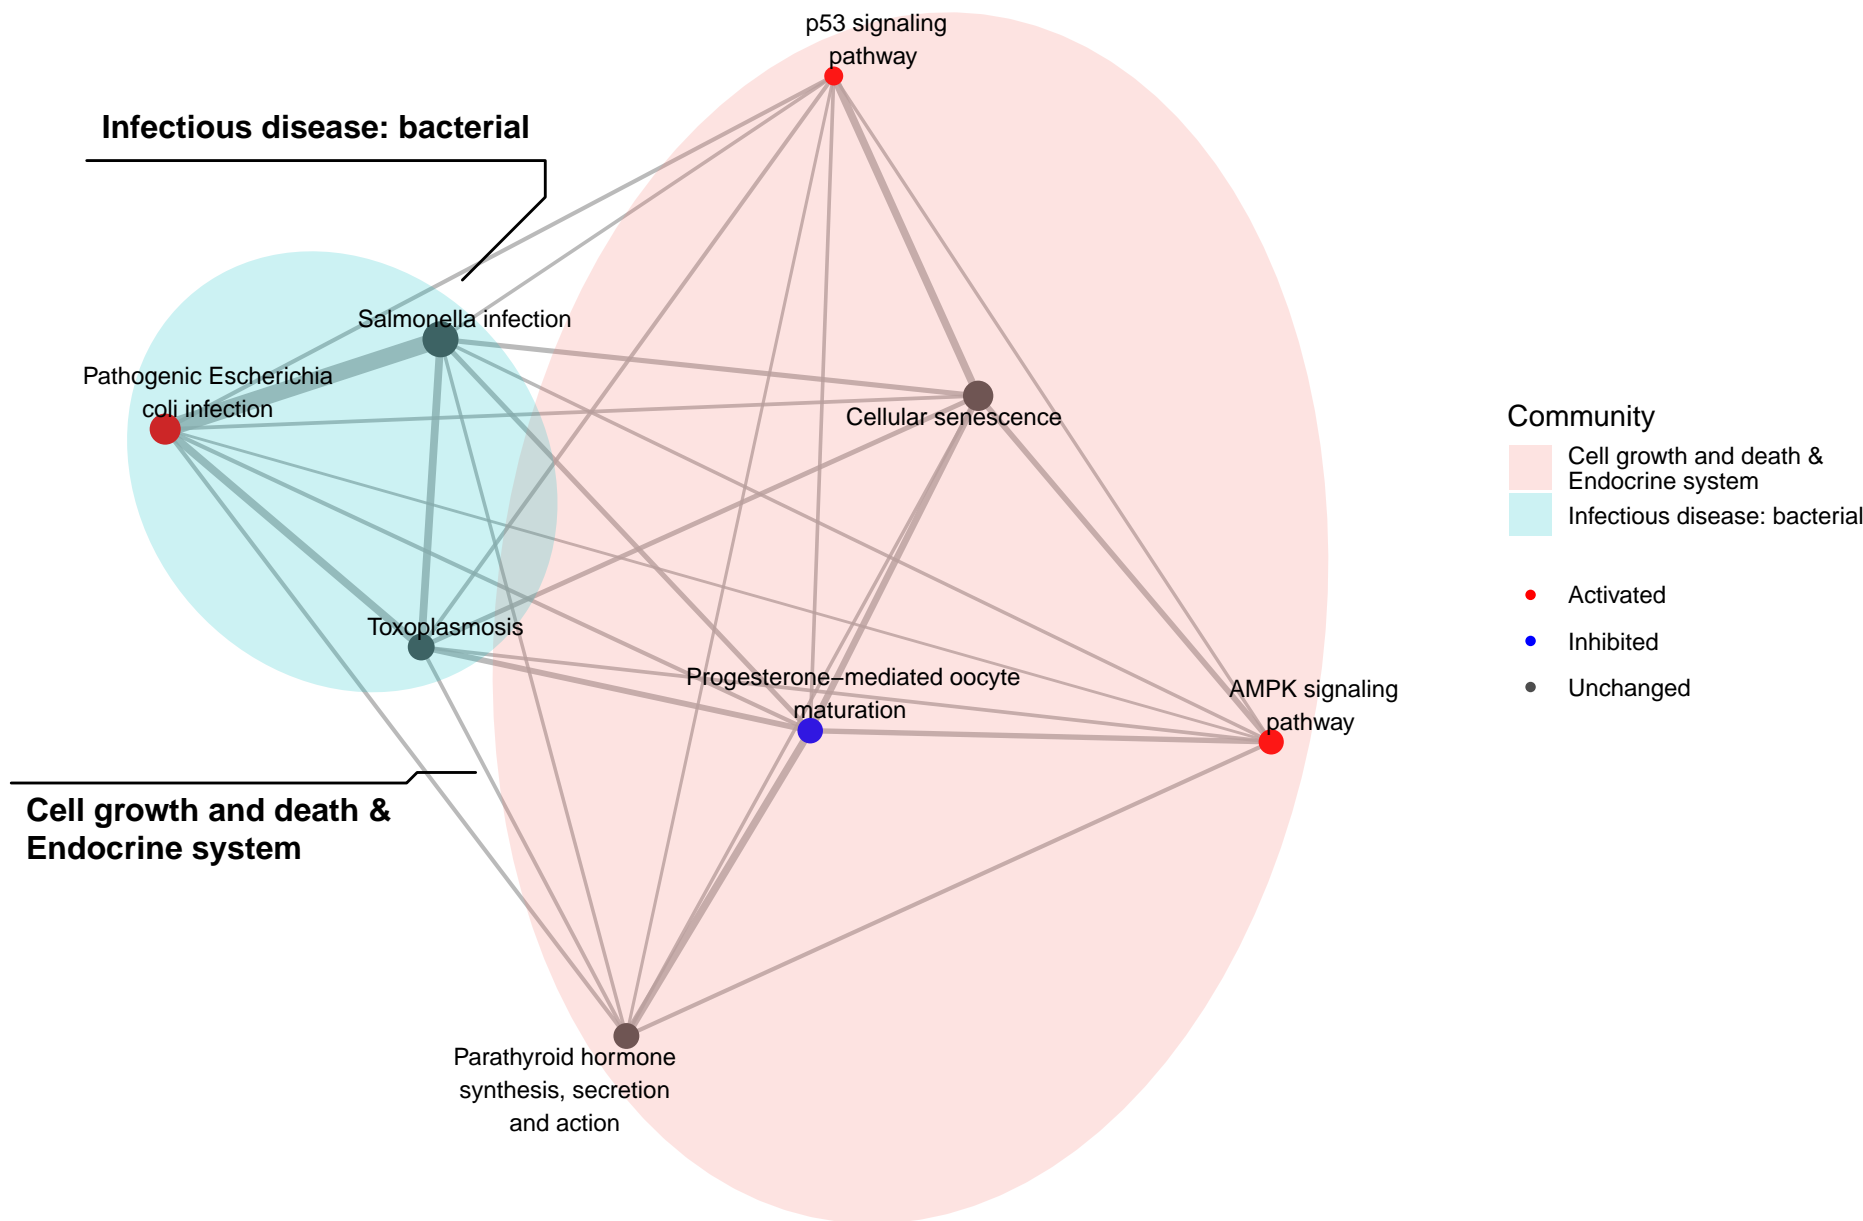 p53 signaling
pathway
Infectious disease: bacterial
Salmonella infection
Pathogenic Escherichia
coli infection
Cellular senescence
Toxoplasmosis
Progesterone−mediated oocyte
maturation
AMPK signaling
pathway
Cell growth and death &
Endocrine system
Parathyroid hormone
synthesis, secretion
and action
Community
Cell growth and death &
Endocrine system
Infectious disease: bacterial
Activated
Inhibited
Unchanged